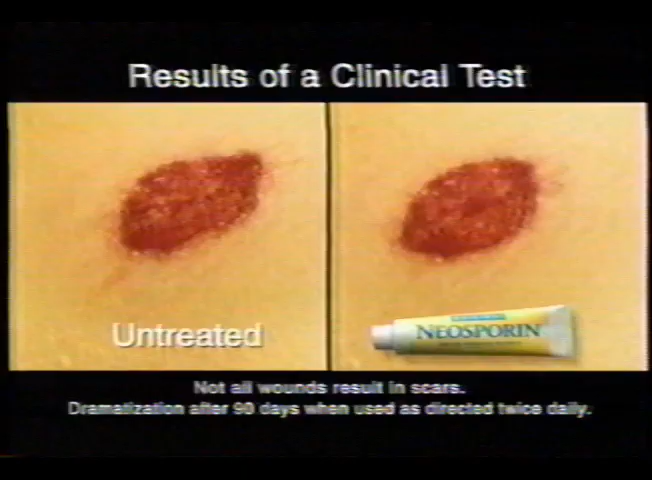 Results of a Clinical Test
Untreated
NEOSPORIN
Not all wounds result in scars.
Dramatization after 90 days when used as directed twice daily.